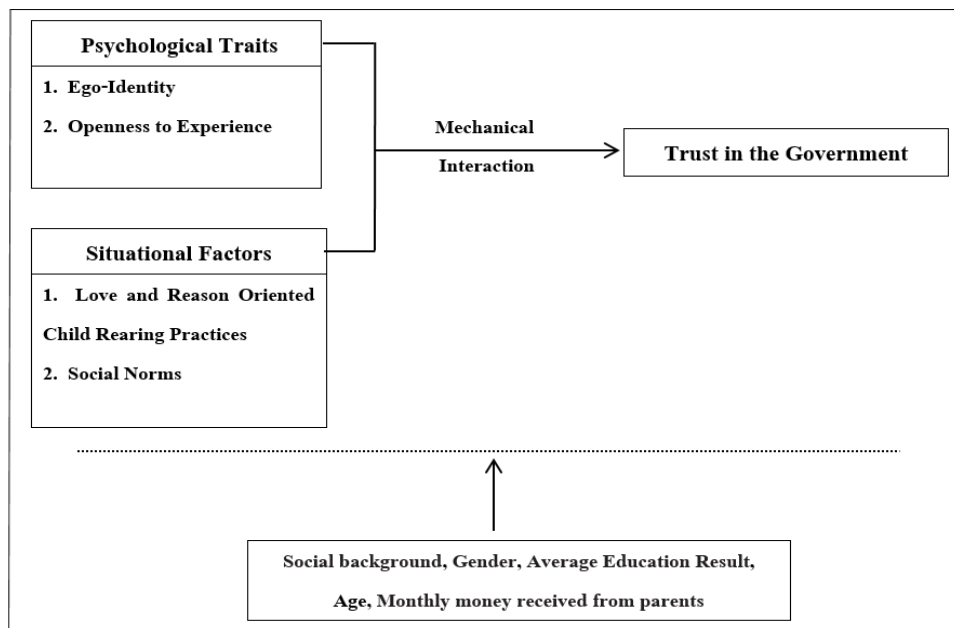 Psychological Traits
1. Ego-Identity
2. Openness to Experience
Mechanical
Interaction
Trust in the Government
Situational Factors
1. Love and Reason Oriented
Child Rearing Practices
2. Social Norms
Social background, Gender, Average Education Result,
Age, Monthly money received from parents